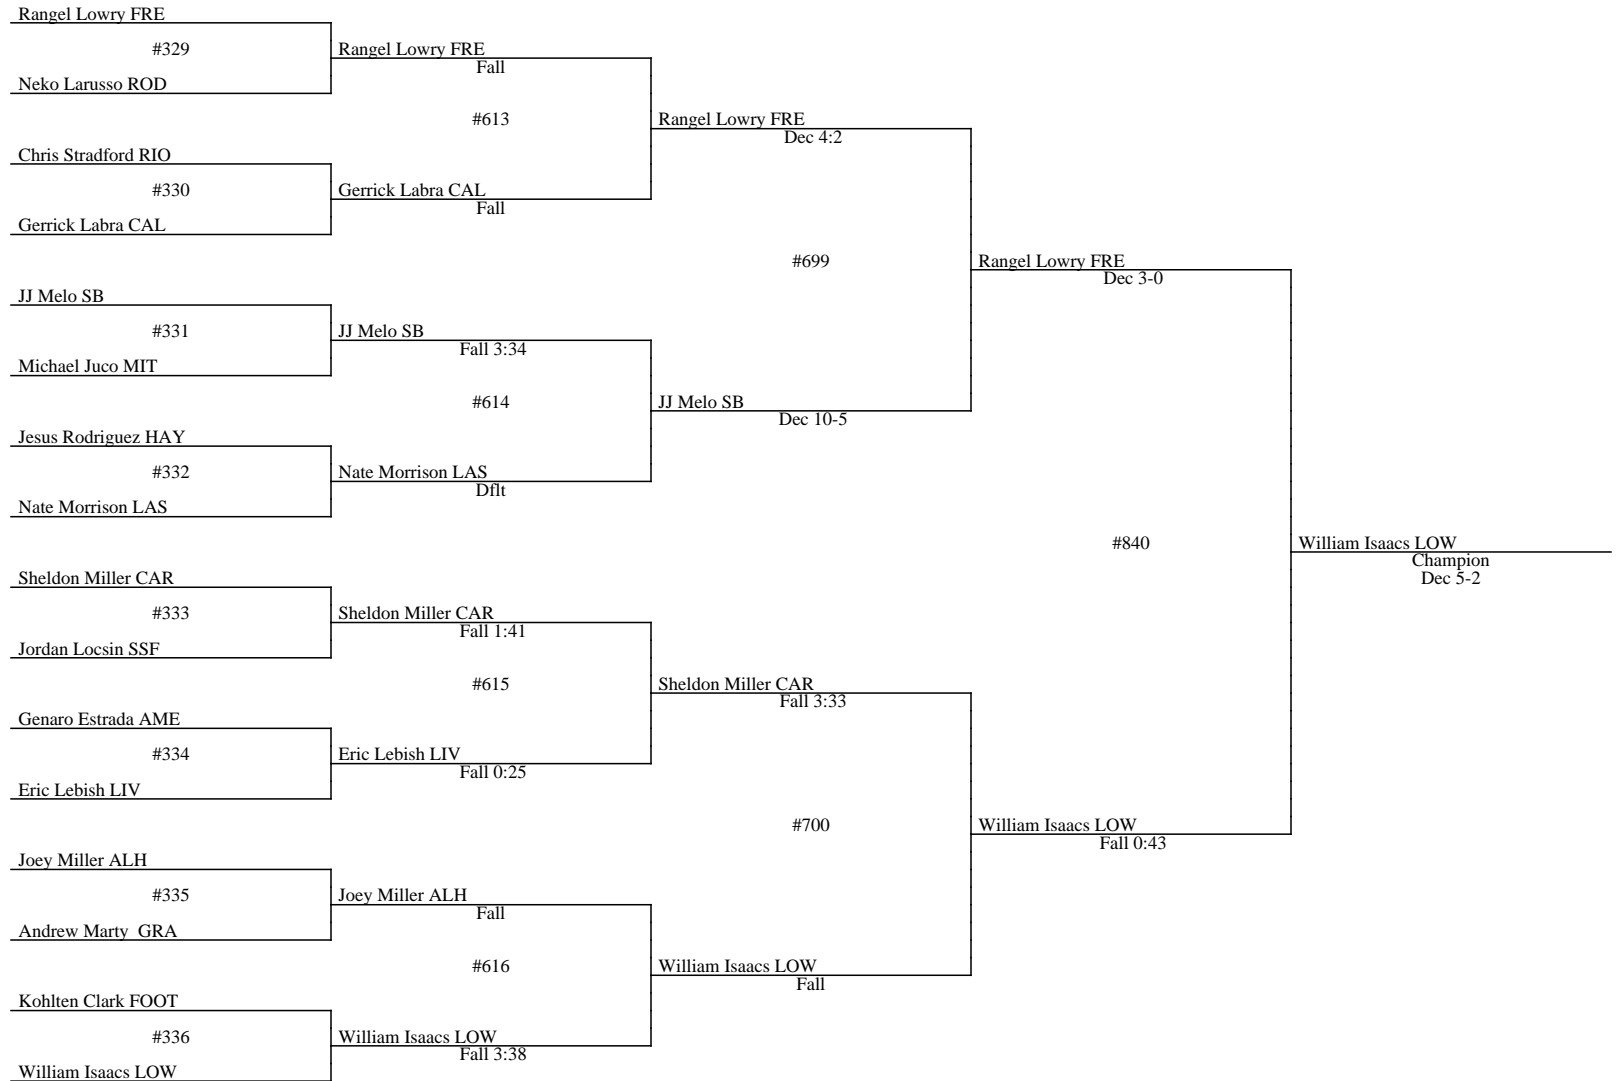 Rangel Lowry FRE
#329
Neko Larusso ROD
Chris Stradford RIO
#330
Gerrick Labra CAL
JJ Melo SB
#331
Michael Juco MIT
Jesus Rodriguez HAY
#332
Nate Morrison LAS
Sheldon Miller CAR
#333
Jordan Locsin SSF
Genaro Estrada AME
#334
Eric Lebish LIV
Joey Miller ALH
#335
Andrew Marty  GRA
Kohlten Clark FOOT
#336
William Isaacs LOW
Rangel Lowry FRE
Fall
#613
Gerrick Labra CAL
Fall
JJ Melo SB
Fall 3:34
#614
Nate Morrison LAS
Dflt
Sheldon Miller CAR
Fall 1:41
#615
Eric Lebish LIV
Fall 0:25
Joey Miller ALH
Fall
#616
William Isaacs LOW
Fall 3:38
Rangel Lowry FRE
Dec 4:2
#699
JJ Melo SB
Dec 10-5
Sheldon Miller CAR
Fall 3:33
#700
William Isaacs LOW
Fall
Rangel Lowry FRE
Dec 3-0
#840
William Isaacs LOW
Fall 0:43
William Isaacs LOW
Champion
Dec 5-2